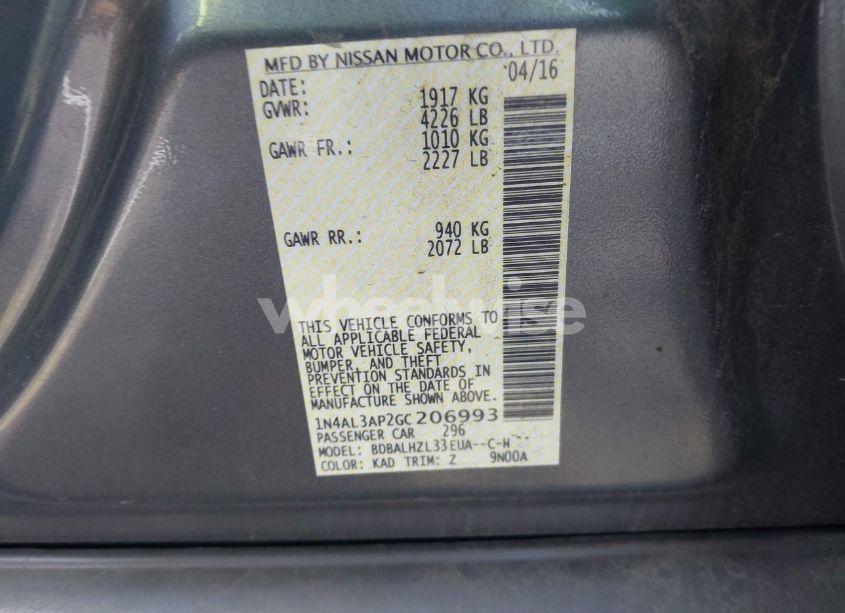 MFD BY NISSAN MOTOR CO., LTD.
DATE: 04/16
GVWR: 1917 KG
4226 LB
GAWR FR.: 1010 KG
2227 LB
GAWR RR.: 940 KG
2072 LB
wheelwise
THIS VEHICLE CONFORMS TO
ALL APPLICABLE FEDERAL
MOTOR VEHICLE SAFETY,
BUMPER, AND THEFT
PREVENTION STANDARDS IN
EFFECT ON THE DATE OF
MANUFACTURE SHOWN ABOVE.
1N4AL3AP2GC206993
PASSENGER CAR 296
MODEL: BDBALHZL33EUA--C-H--
COLOR: KAD TRIM: Z 9N00A